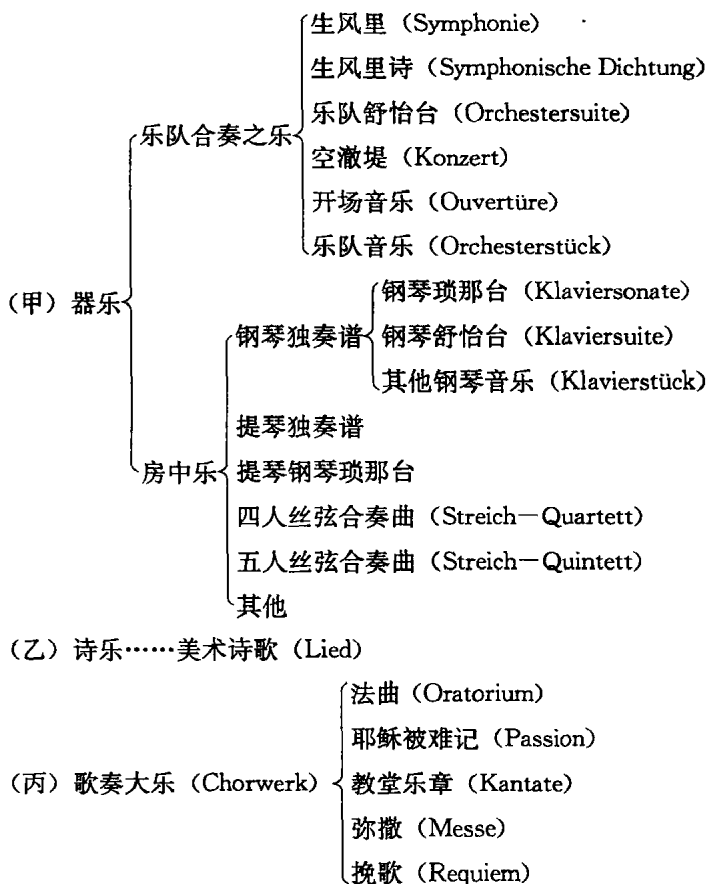 生风里（Symphonie）
生风里诗（Symphonische Dichtung）
乐队合奏之乐
乐队舒怡台（Orchestersuite）
空澈堤（Konzert）
开场音乐（Ouvertüre）
乐队音乐（Orchesterstück）
（甲）器乐
钢琴琐那台（Klaviersonate）
钢琴独奏谱
钢琴舒怡台（Klaviersuite）
其他钢琴音乐（Klavierstück）
提琴独奏谱
房中乐
提琴钢琴琐那台
四人丝弦合奏曲（Streich－Quartett）
五人丝弦合奏曲（Streich－Quintett）
其他
（乙）诗乐……美术诗歌（Lied）
法曲（Oratorium）
耶稣被难记（Passion）
（丙）歌奏大乐（Chorwerk）
教堂乐章（Kantate）
弥撒（Messe）
挽歌（Requiem）